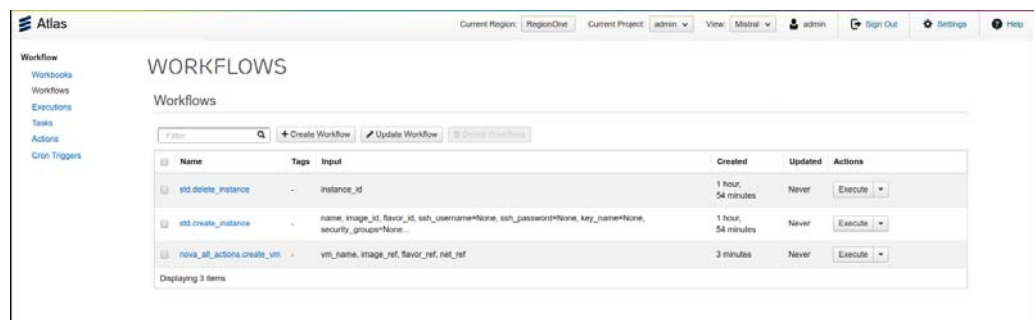 Atlas
Current Region: RegionOne Current Project: admin View: Mistral admin Sign Out Settings Help
Workflow
Workbooks
Workflows
Executions
Tasks
Actions
Cron Triggers
WORKFLOWS
Workflows
Filter + Create Workflow Update Workflow Delete Workflows
Name Tags Input Created Updated Actions
std.delete_instance - instance_id 1 hour, 54 minutes Never Execute
std.create_instance - name, image_id, flavor_id, ssh_username=None, ssh_password=None, key_name=None,
security_groups=None... 1 hour, 54 minutes Never Execute
nova_all_actions.create_vm - vm_name, image_ref, flavor_ref, net_ref 3 minutes Never Execute
Displaying 3 items